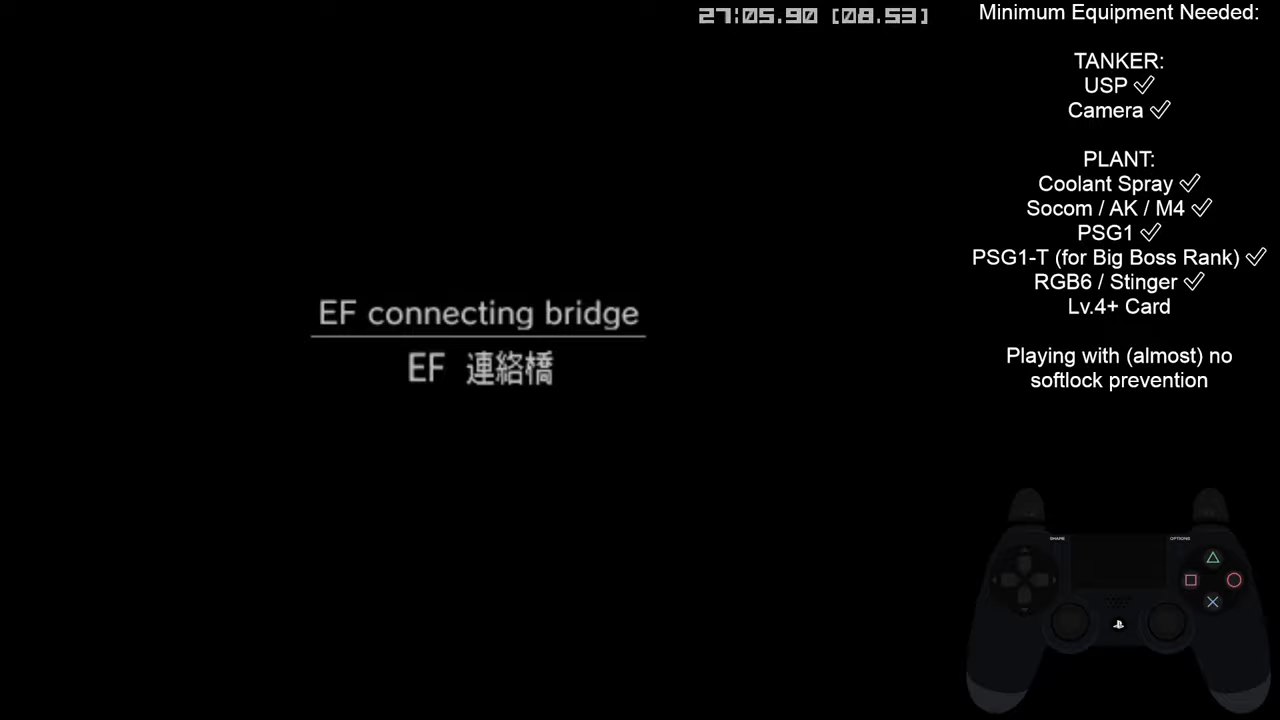 27:05.90 [08.53]
Minimum Equipment Needed:
TANKER:
USP ✓
Camera ✓
PLANT:
Coolant Spray ✓
Socom / AK / M4 ✓
PSG1 ✓
PSG1-T (for Big Boss Rank) ✓
RGB6 / Stinger ✓
Lv.4+ Card
Playing with (almost) no
softlock prevention
EF connecting bridge
EF 連絡橋
SHARE
OPTIONS